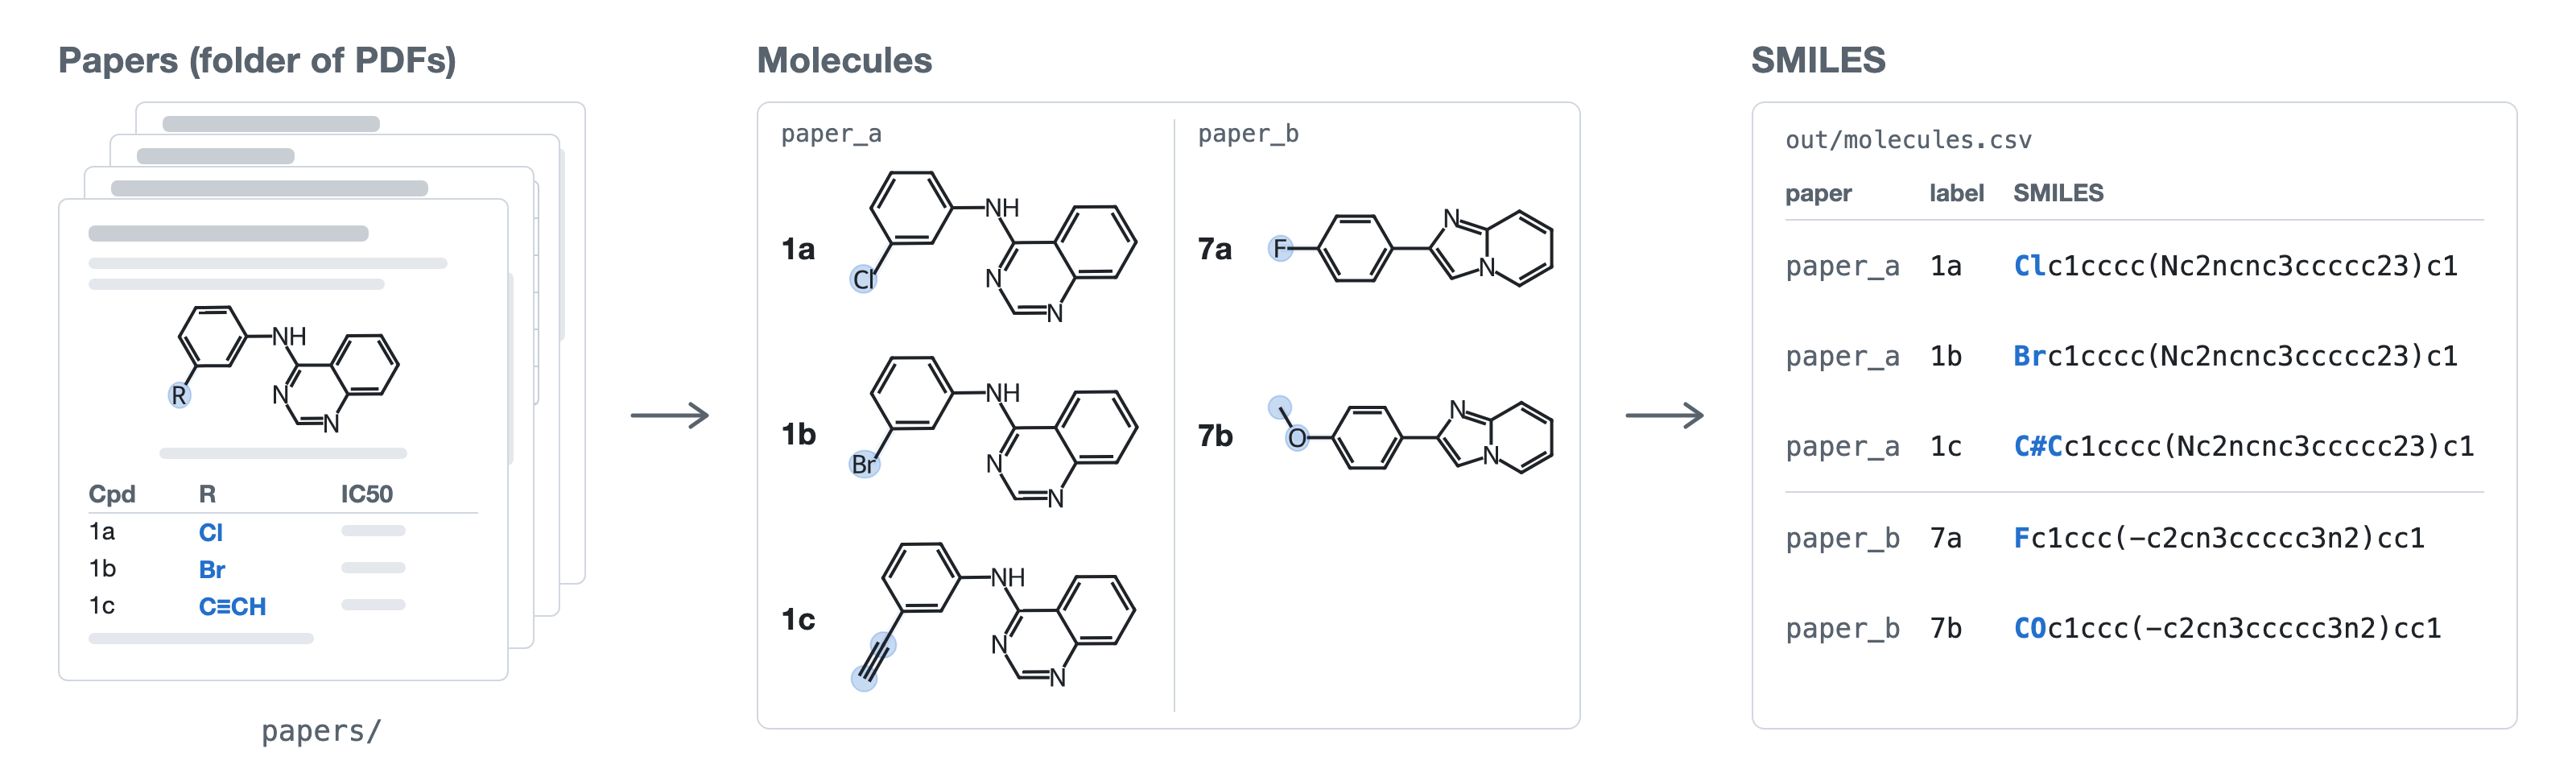 Papers (folder of PDFs)
NH
R
N
N
Cpd R IC50
1a Cl
1b Br
1c C≡CH
papers/
Molecules
paper_a
1a
NH
Cl
N
N
1b
NH
Br
N
N
1c
NH
N
N
paper_b
7a
F
N
N
7b
O
N
N
SMILES
out/molecules.csv
paper label SMILES
paper_a 1a Clc1cccc(Nc2ncnc3ccccc23)c1
paper_a 1b Brc1cccc(Nc2ncnc3ccccc23)c1
paper_a 1c C#Cc1cccc(Nc2ncnc3ccccc23)c1
paper_b 7a Fc1ccc(-c2cn3ccccc3n2)cc1
paper_b 7b COc1ccc(-c2cn3ccccc3n2)cc1